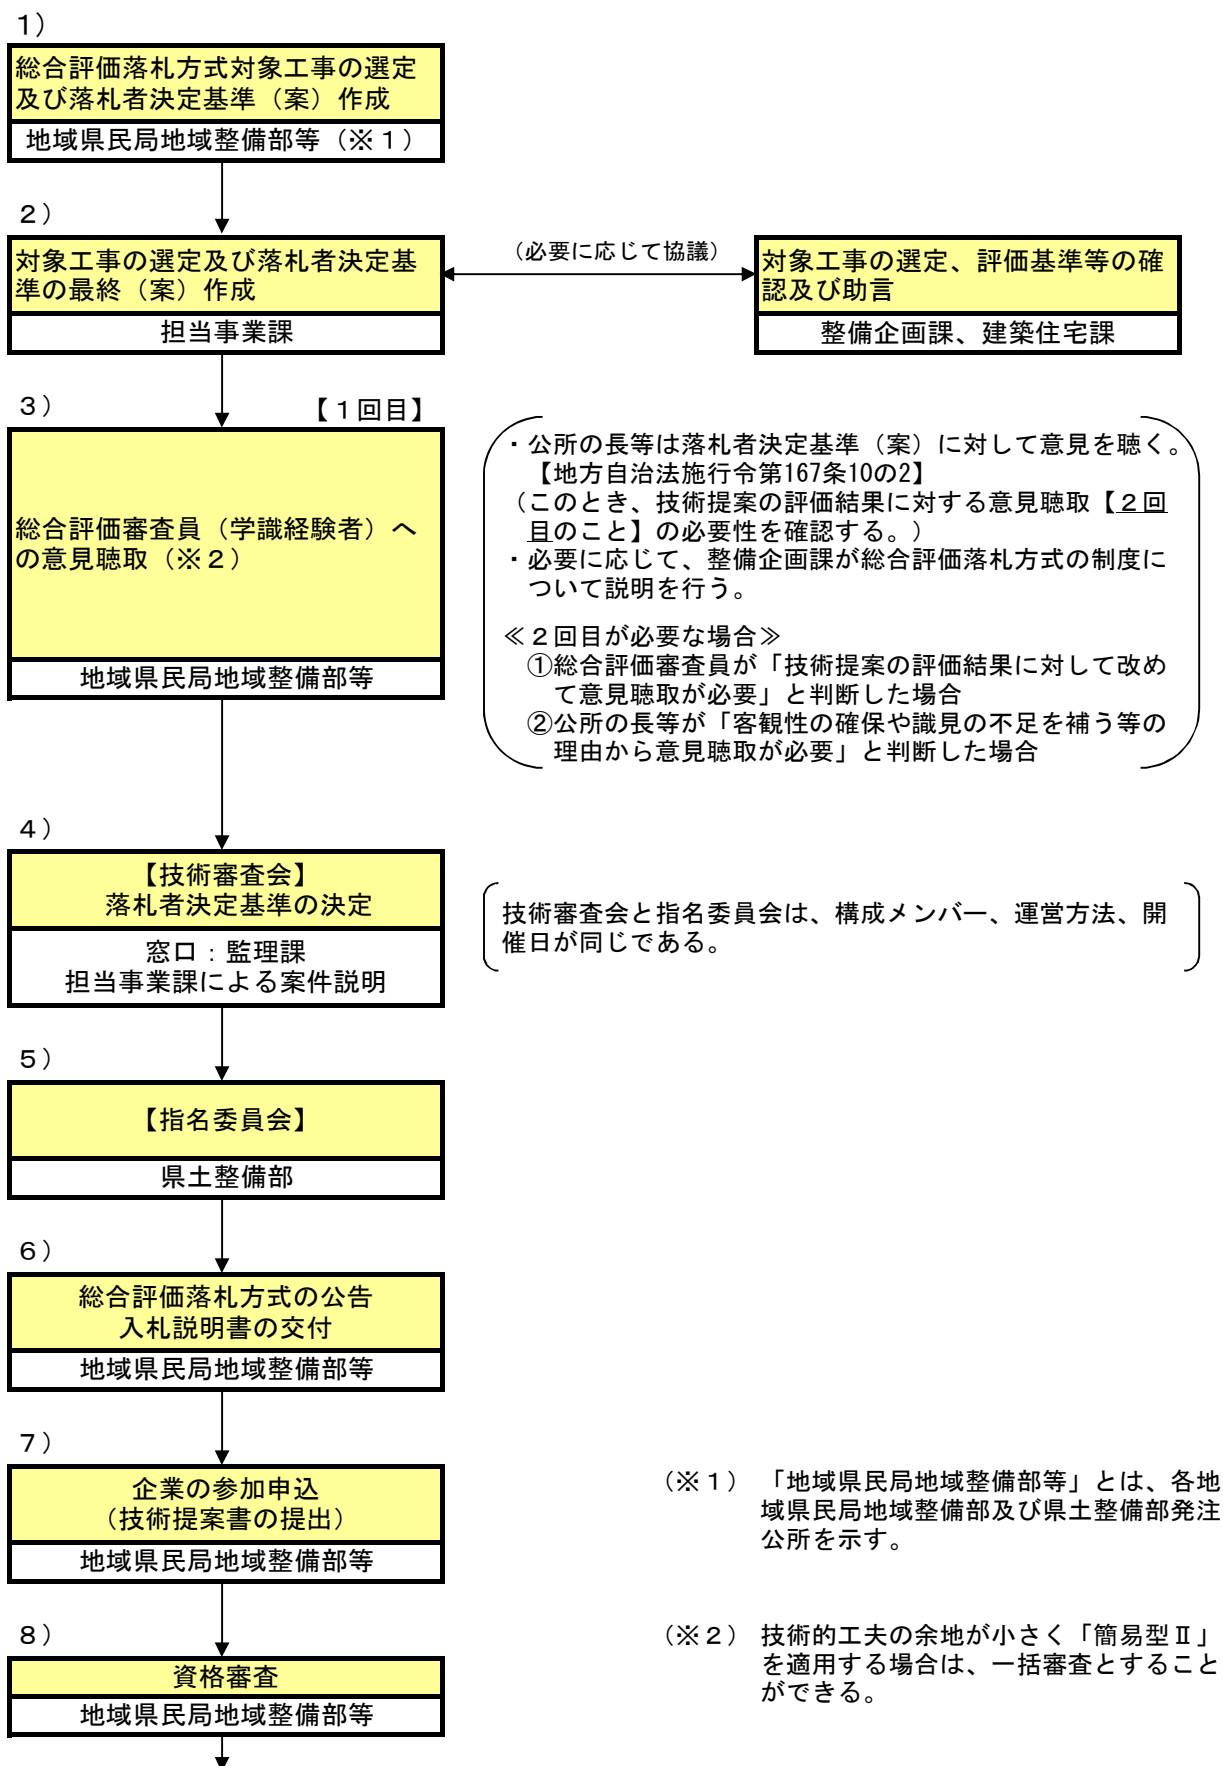 １）
総合評価落札方式対象工事の選定
及び落札者決定基準（案）作成
地域県民局地域整備部等（※１）
２）
対象工事の選定及び落札者決定基
準の最終（案）作成
担当事業課
（必要に応じて協議）
対象工事の選定、評価基準等の確
認及び助言
整備企画課、建築住宅課
３）
【１回目】
総合評価審査員（学識経験者）へ
の意見聴取（※２）
地域県民局地域整備部等
・公所の長等は落札者決定基準（案）に対して意見を聴く。
【地方自治法施行令第167条10の2】
（このとき、技術提案の評価結果に対する意見聴取【２回
目のこと】の必要性を確認する。）
・必要に応じて、整備企画課が総合評価落札方式の制度に
ついて説明を行う。
≪２回目が必要な場合≫
①総合評価審査員が「技術提案の評価結果に対して改め
て意見聴取が必要」と判断した場合
②公所の長等が「客観性の確保や識見の不足を補う等の
理由から意見聴取が必要」と判断した場合
４）
【技術審査会】
落札者決定基準の決定
窓口：監理課
担当事業課による案件説明
技術審査会と指名委員会は、構成メンバー、運営方法、開
催日が同じである。
５）
【指名委員会】
県土整備部
６）
総合評価落札方式の公告
入札説明書の交付
地域県民局地域整備部等
７）
企業の参加申込
（技術提案書の提出）
地域県民局地域整備部等
（※１）　「地域県民局地域整備部等」とは、各地
域県民局地域整備部及び県土整備部発注
公所を示す。
８）
資格審査
地域県民局地域整備部等
（※２）　技術的工夫の余地が小さく「簡易型Ⅱ」
を適用する場合は、一括審査とすること
ができる。